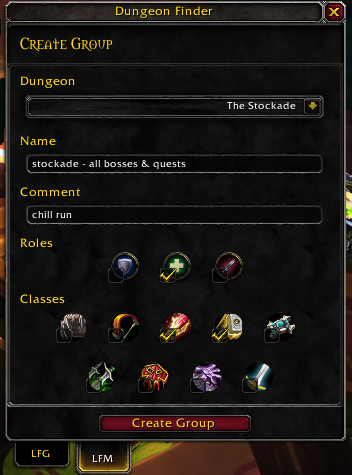 Dungeon Finder
Create Group
Dungeon
The Stockade
Name
stockade - all bosses & quests
Comment
chill run
Roles
Classes
Create Group
LFG
LFM